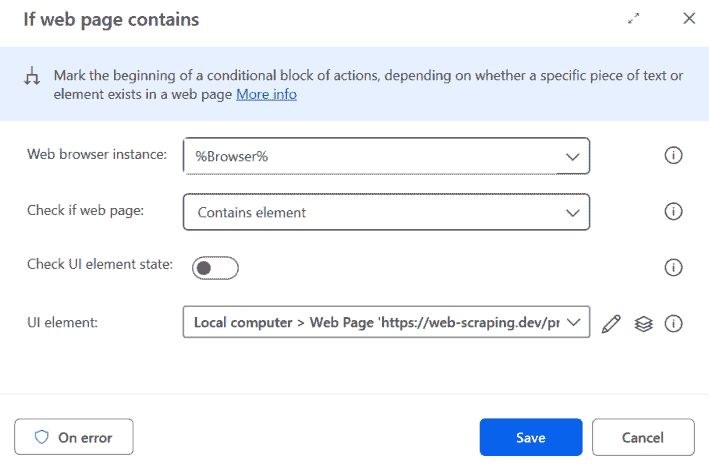 If web page contains
Mark the beginning of a conditional block of actions, depending on whether a specific piece of text or
element exists in a web page More info
Web browser instance: %Browser%
Check if web page: Contains element
Check UI element state:
UI element: Local computer > Web Page 'https://web-scraping.dev/pr
On error Save Cancel